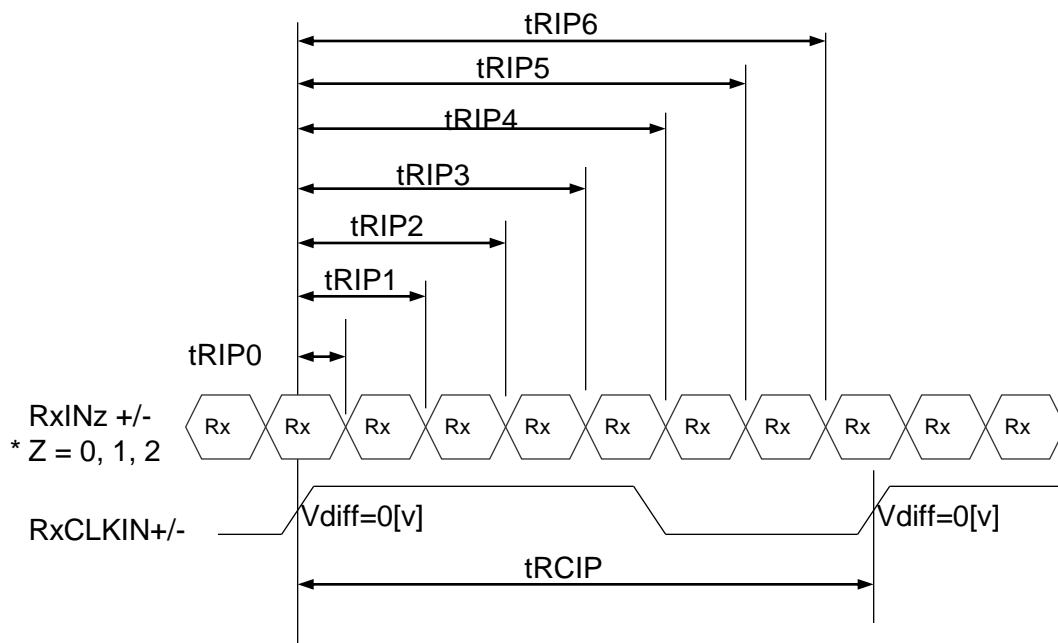 tRIP6
tRIP5
tRIP4
tRIP3
tRIP2
tRIP1
tRIP0
RxINz +/-
* Z = 0, 1, 2
Rx Rx Rx Rx Rx Rx Rx Rx Rx Rx Rx
RxCLKIN+/-
Vdiff=0[v] Vdiff=0[v]
tRCIP